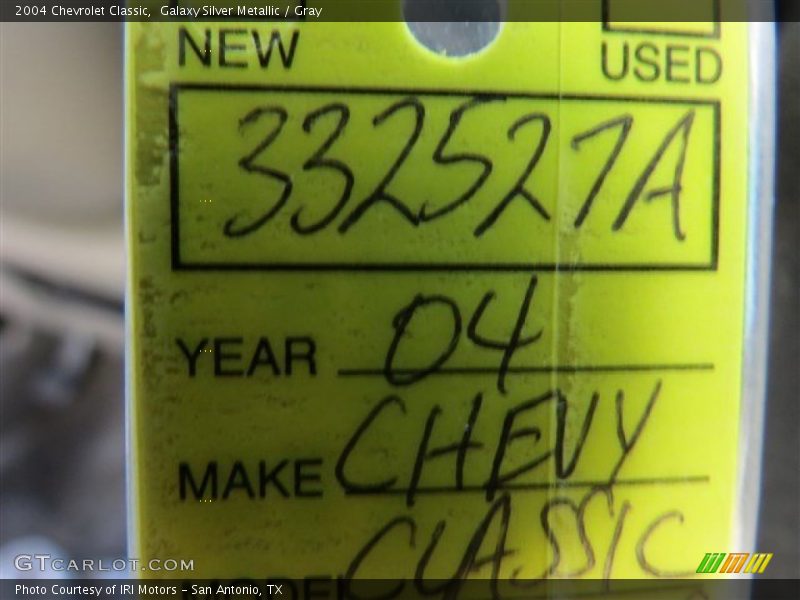 2004 Chevrolet Classic,  Galaxy Silver Metallic / Gray
NEW USED
332527A
YEAR 04
MAKE CHEVY
MODEL CLASSIC
GTCARLOT.COM
Photo Courtesy of IRI Motors – San Antonio, TX